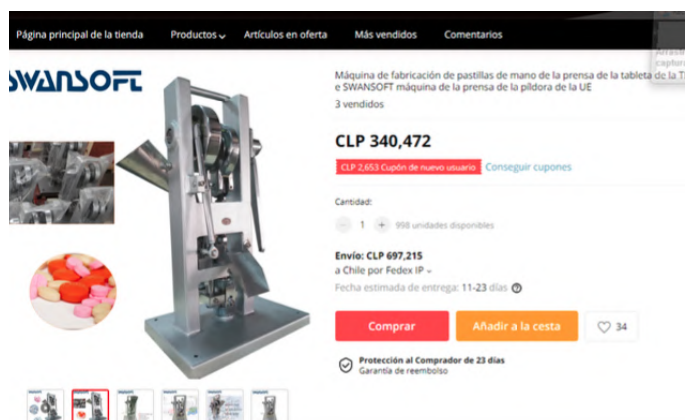 Página principal de la tienda
Productos
Artículos en oferta
Más vendidos
Comentarios
SWANSOFT
Máquina de fabricación de pastillas de mano de la prensa de la tableta de la
e SWANSOFT máquina de la prensa de la píldora de la UE
3 vendidos
CLP 340,472
CLP 2,653 Cupón de nuevo usuario
Conseguir cupones
Cantidad:
- 1 + 998 unidades disponibles
Envío: CLP 697,215
a Chile por Fedex IP
Fecha estimada de entrega: 11-23 días
Comprar
Añadir a la cesta
34
Protección al Comprador de 23 días
Garantía de reembolso